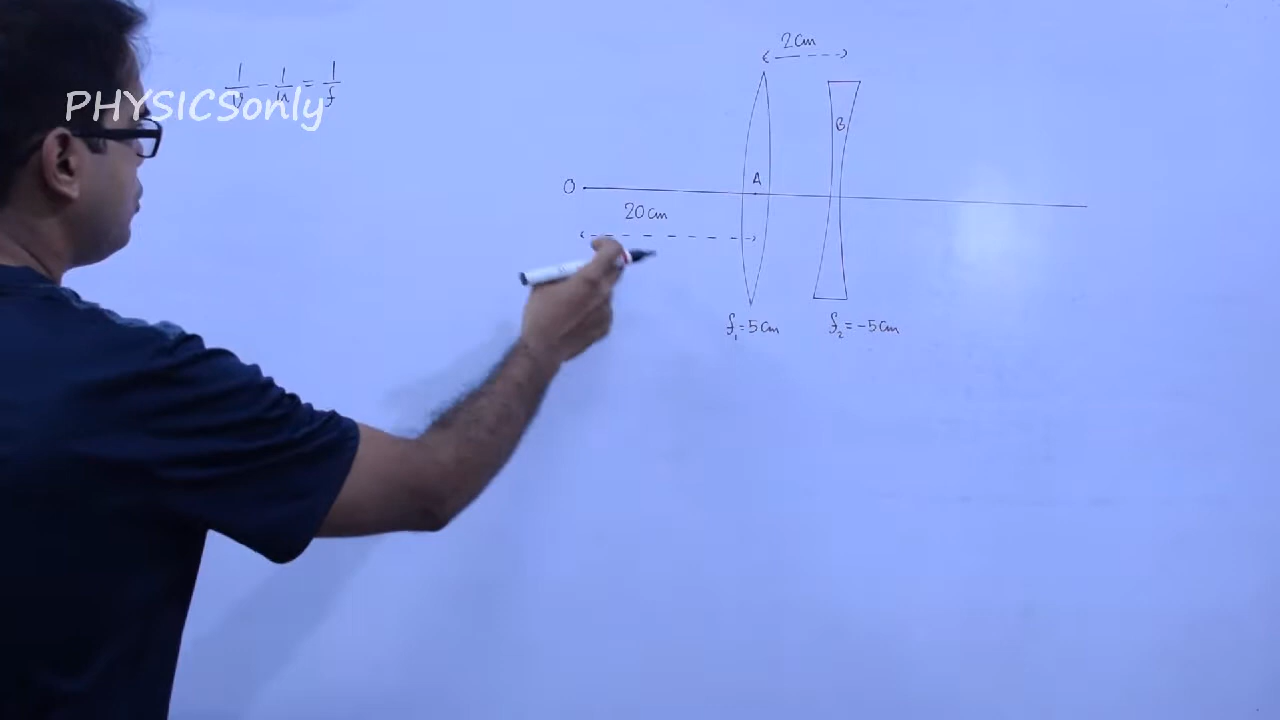 1/v - 1/u = 1/f
PHYSICSonly
2cm
B
A
O
20cm
f₁=5cm
f₂=-5cm